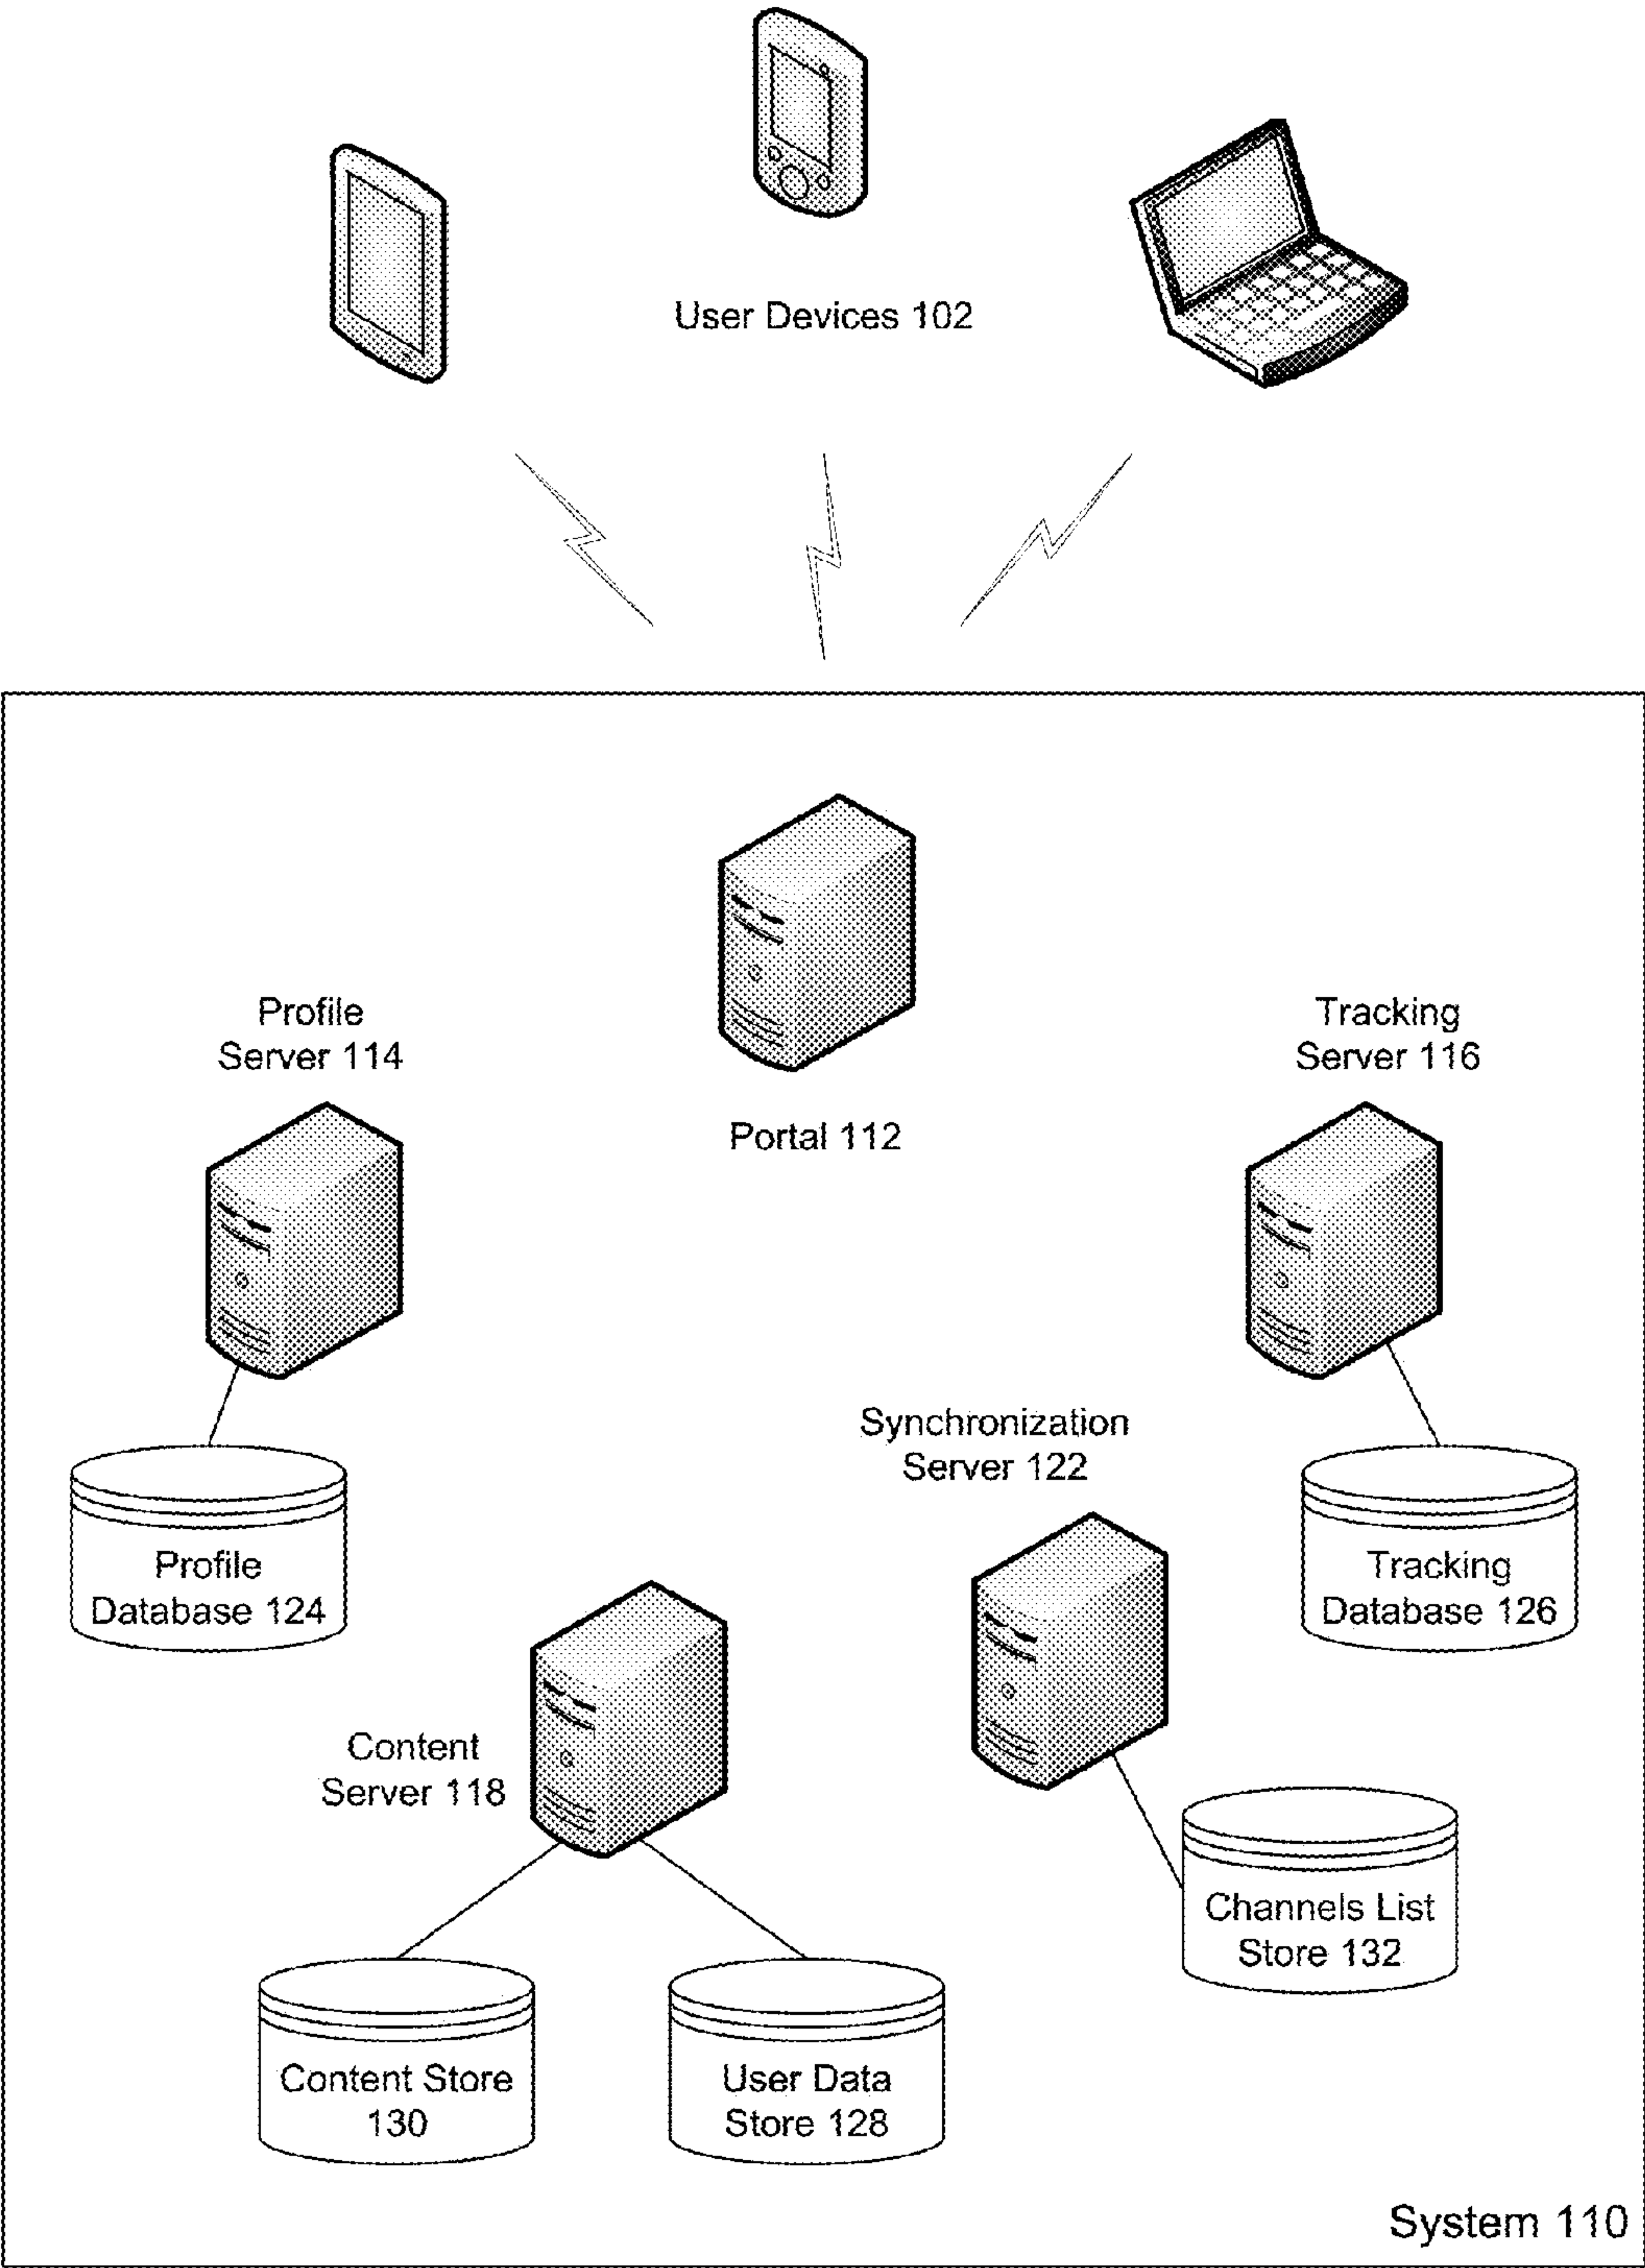 User Devices 102
Profile
Server 114
Tracking
Server 116
Portal 112
Synchronization
Server 122
Profile
Database 124
Tracking
Database 126
Content
Server 118
Channels List
Store 132
Content Store
130
User Data
Store 128
System 110